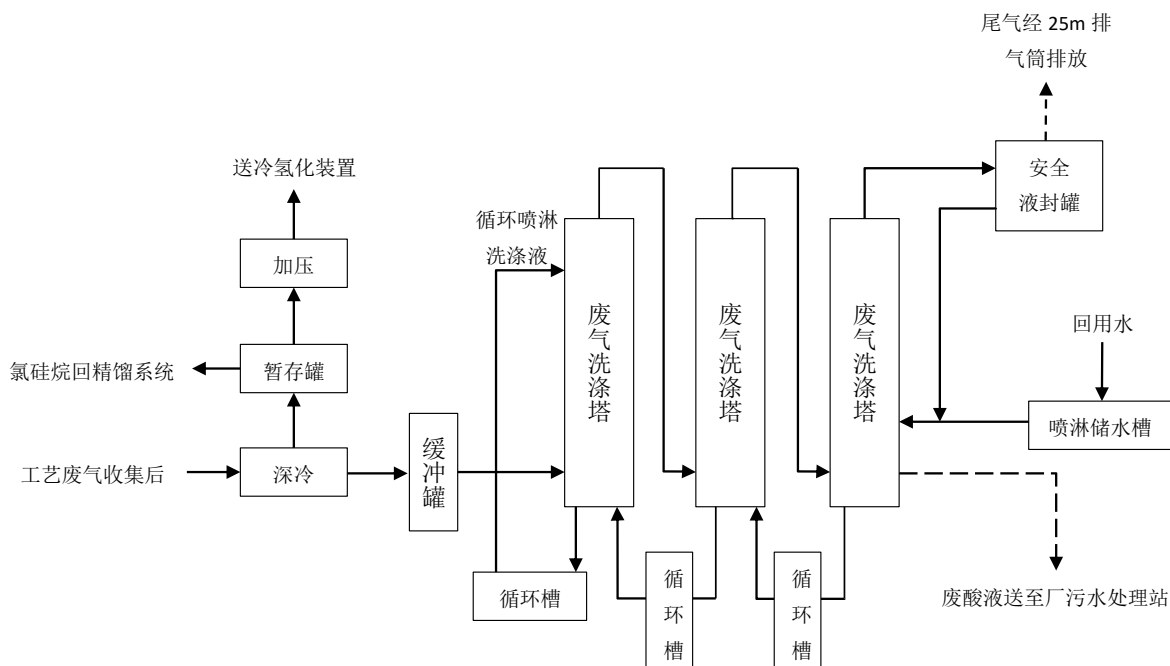 尾气经 25m 排
气筒排放
安全
液封罐
送冷氢化装置
循环喷淋
洗涤液
加压
废气洗涤塔
废气洗涤塔
废气洗涤塔
回用水
氯硅烷回精馏系统
暂存罐
喷淋储水槽
工艺废气收集后
深冷
缓冲罐
循环槽
循环槽
循环槽
废酸液送至厂污水处理站